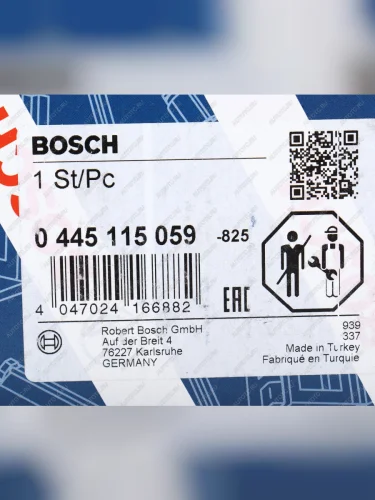 BOSCH
1 St/Pc
0 445 115 059 -825
4 047024 166882
EAC
Robert Bosch GmbH
Auf der Breit 4
76227 Karlsruhe
GERMANY
939
337
Made in Turkey
Fabriqué en Turquie